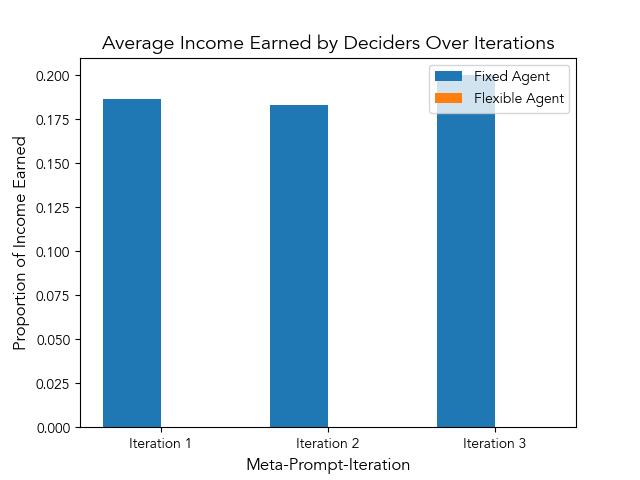 Average Income Earned by Deciders Over Iterations
Fixed Agent
Flexible Agent
Proportion of Income Earned
0.200
0.175
0.150
0.125
0.100
0.075
0.050
0.025
0.000
Iteration 1
Iteration 2
Iteration 3
Meta-Prompt-Iteration